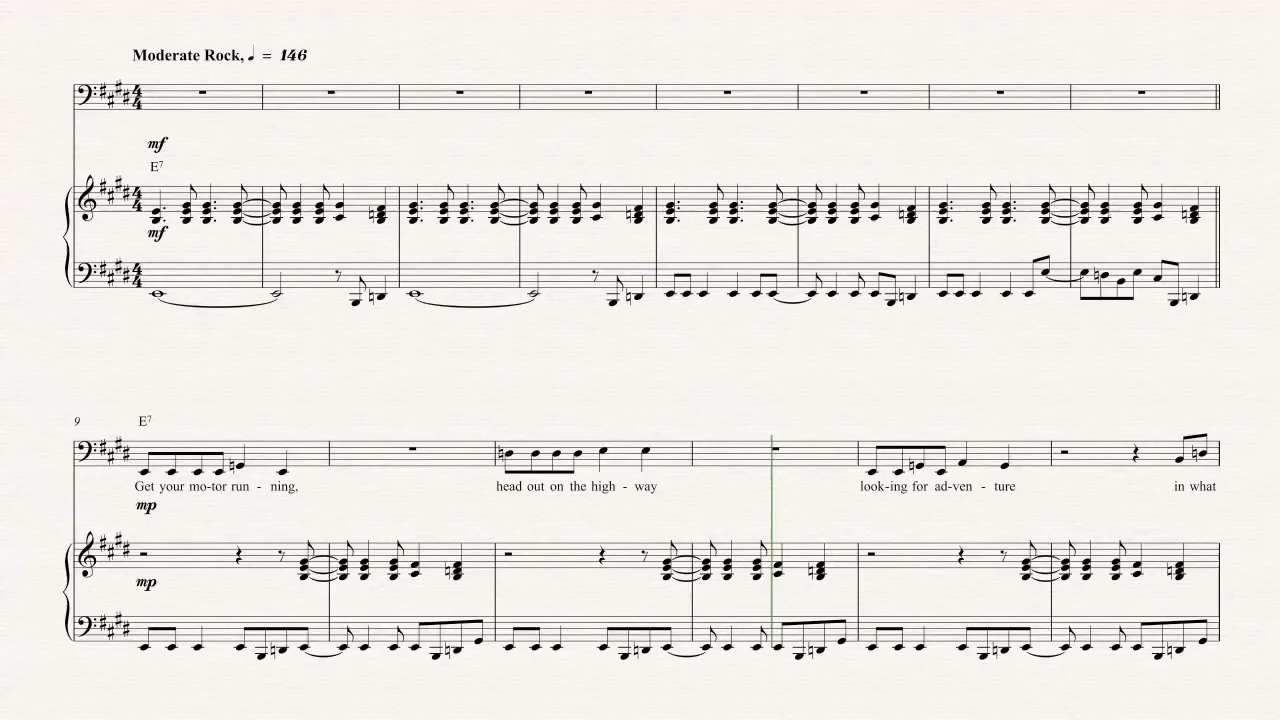 Moderate Rock, ♩ = 146
mf
E7
mf
9
E7
Get your mo-tor run - ning, head out on the high - way look-ing for ad-ven - ture in what
mp
mp